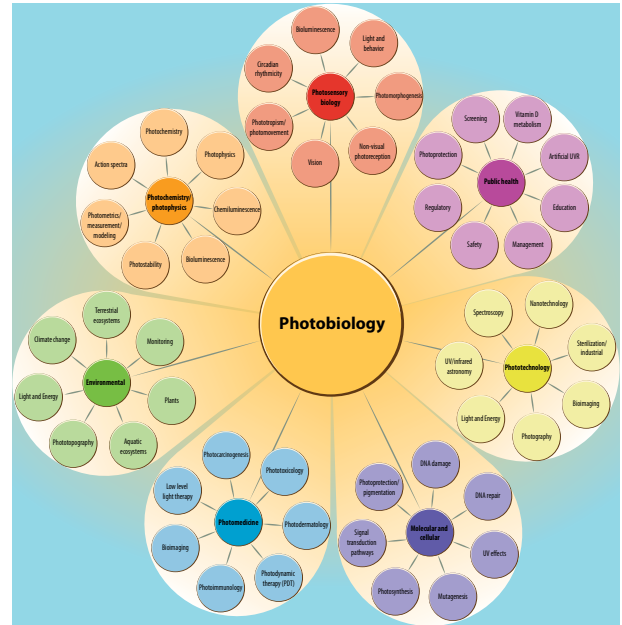 Bioluminescence
Light and
behavior
Circadian
rhythmicity
Photosensory
biology
Photomorphogenesis
Phototropism/
photomovement
Non-visual
photoreception
Vision
Screening
Vitamin D
metabolism
Photoprotection
Artificial UVR
Public health
Regulatory
Education
Safety
Management
Photochemistry
Photophysics
Action spectra
Photochemistry/
photophysics
Chemiluminescence
Photometrics/
measurement/
modeling
Photostability
Bioluminescence
Photobiology
Terrestrial
ecosystems
Climate change
Monitoring
Environmental
Light and Energy
Plants
Phototopography
Aquatic
ecosystems
Nanotechnology
Spectroscopy
Sterilization/
industrial
UV/infrared
astronomy
Phototechnology
Bioimaging
Light and Energy
Photography
Photocarcinogenesis
Phototoxicology
Low level
light therapy
Photomedicine
Photodermatology
Bioimaging
Photodynamic
therapy (PDT)
Photoimmunology
DNA damage
Photoprotection/
pigmentation
DNA repair
Molecular and
cellular
Signal
transduction
pathways
UV effects
Photosynthesis
Mutagenesis